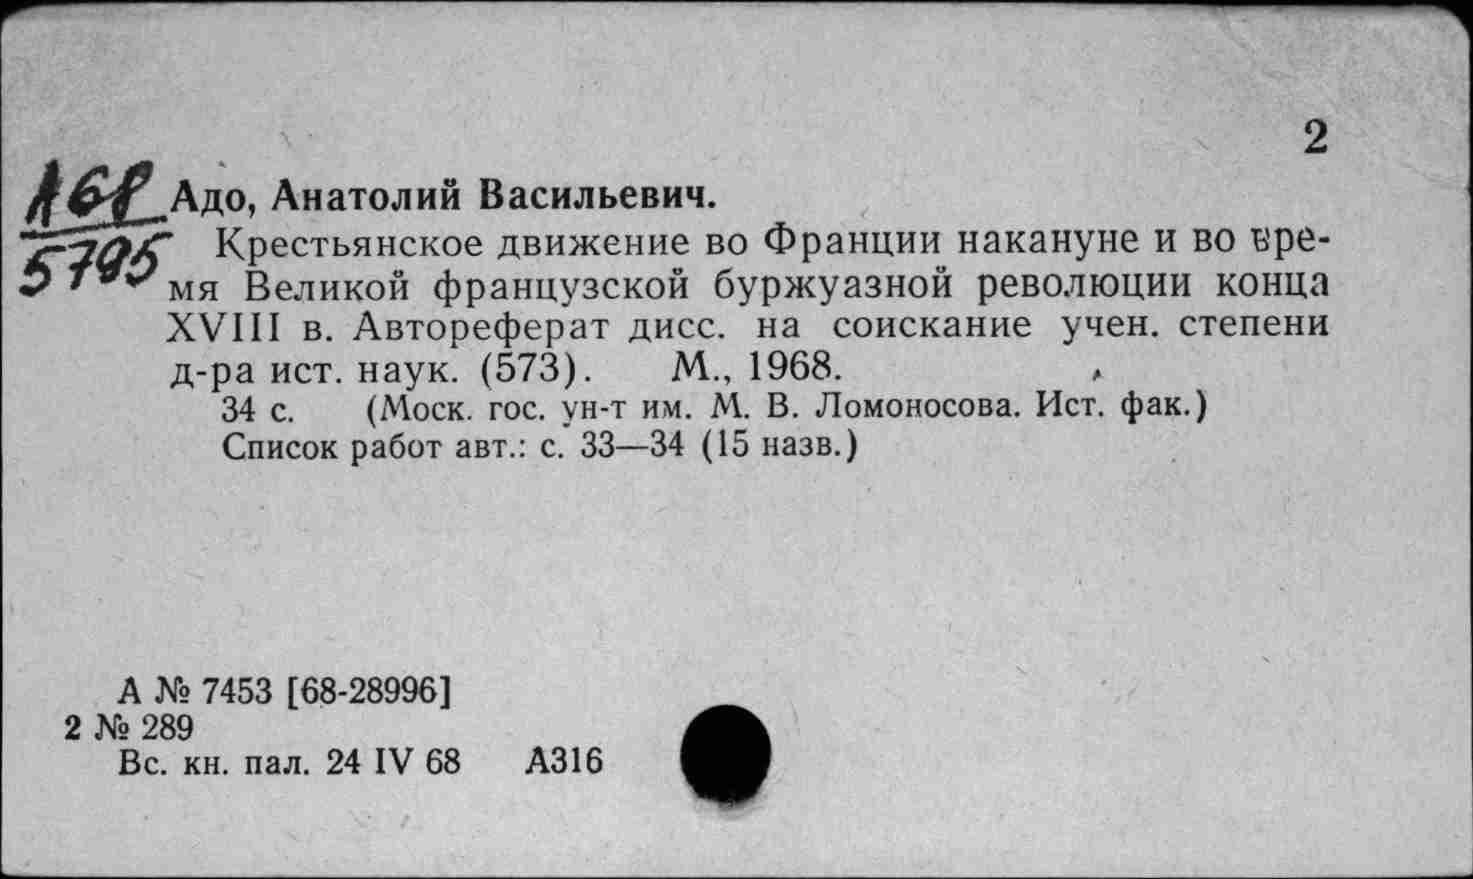 2
Адо, Анатолий Васильевич.
5795 Крестьянское движение во Франции накануне и во вре-
мя Великой французской буржуазной революции конца
XVIII в. Автореферат дисс. на соискание учен. степени
д-ра ист. наук. (573). М., 1968.
34 с. (Моск. гос. ун-т им. М. В. Ломоносова. Ист. фак.)
Список работ авт.: с. 33—34 (15 назв.)
А № 7453 [68-28996]
2 № 289
Вс. кн. пал. 24 IV 68 А316